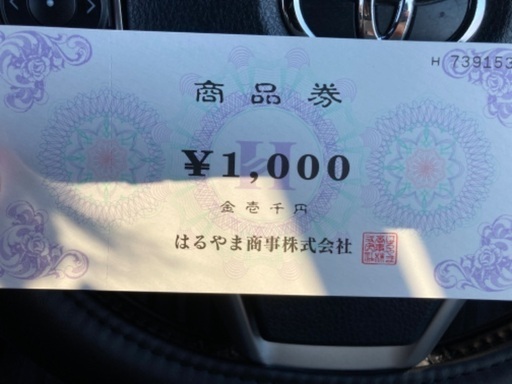 H 739153
商品券
¥1,000
金壱千円
はるやま商事株式会社